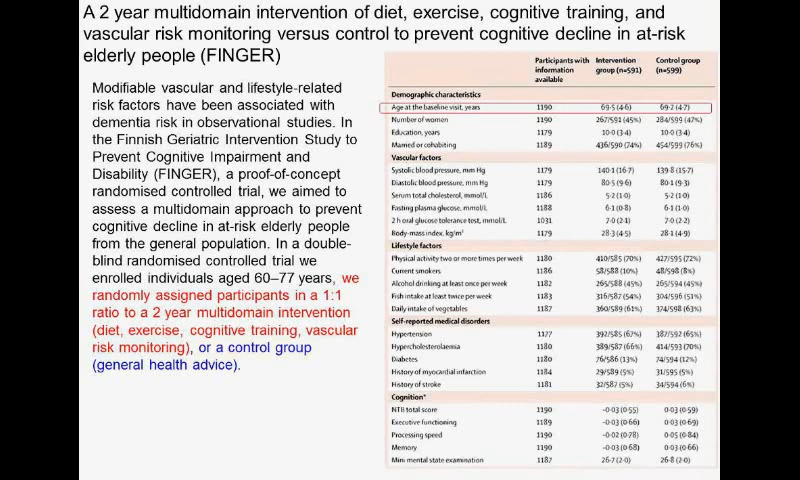 A 2 year multidomain intervention of diet, exercise, cognitive training, and
vascular risk monitoring versus control to prevent cognitive decline in at-risk
elderly people (FINGER)
Modifiable vascular and lifestyle-related
risk factors have been associated with
dementia risk in observational studies. In
the Finnish Geriatric Intervention Study to
Prevent Cognitive Impairment and
Disability (FINGER), a proof-of-concept
randomised controlled trial, we aimed to
assess a multidomain approach to prevent
cognitive decline in at-risk elderly people
from the general population. In a double-
blind randomised controlled trial we
enrolled individuals aged 60–77 years, we
randomly assigned participants in a 1:1
ratio to a 2 year multidomain intervention
(diet, exercise, cognitive training, vascular
risk monitoring), or a control group
(general health advice).
Participants with information available Intervention group (n=591) Control group (n=599)
Demographic characteristics
Age at the baseline visit, years 1190 69·5 (4·6) 69·2 (4·7)
Number of women 1190 267/591 (45%) 284/599 (47%)
Education, years 1179 10·0 (3·4) 10·0 (3·4)
Married or cohabiting 1189 436/590 (74%) 454/599 (76%)
Vascular factors
Systolic blood pressure, mm Hg 1179 140·1 (16·7) 139·8 (15·7)
Diastolic blood pressure, mm Hg 1179 80·5 (9·6) 80·1 (9·3)
Serum total cholesterol, mmol/L 1186 5·2 (1·0) 5·2 (1·0)
Fasting plasma glucose, mmol/L 1188 6·1 (0·8) 6·1 (1·0)
2 h oral glucose tolerance test, mmol/L 1031 7·0 (2·1) 7·0 (2·2)
Body-mass index, kg/m² 1179 28·3 (4·5) 28·1 (4·9)
Lifestyle factors
Physical activity two or more times per week 1180 410/585 (70%) 427/595 (72%)
Current smokers 1186 58/588 (10%) 48/598 (8%)
Alcohol drinking at least once per week 1182 265/588 (45%) 265/594 (45%)
Fish intake at least twice per week 1183 316/587 (54%) 304/596 (51%)
Daily intake of vegetables 1187 360/589 (61%) 374/598 (63%)
Self-reported medical disorders
Hypertension 1177 392/585 (67%) 387/592 (65%)
Hypercholesterolaemia 1180 389/587 (66%) 414/593 (70%)
Diabetes 1180 76/586 (13%) 74/594 (12%)
History of myocardial infarction 1184 29/589 (5%) 31/595 (5%)
History of stroke 1181 32/587 (5%) 34/594 (6%)
Cognition*
NTB total score 1190 -0·03 (0·55) 0·03 (0·59)
Executive functioning 1189 -0·03 (0·66) 0·03 (0·69)
Processing speed 1190 -0·02 (0·78) 0·05 (0·84)
Memory 1190 -0·03 (0·68) 0·03 (0·66)
Mini mental state examination 1187 26·7 (2·0) 26·8 (2·0)